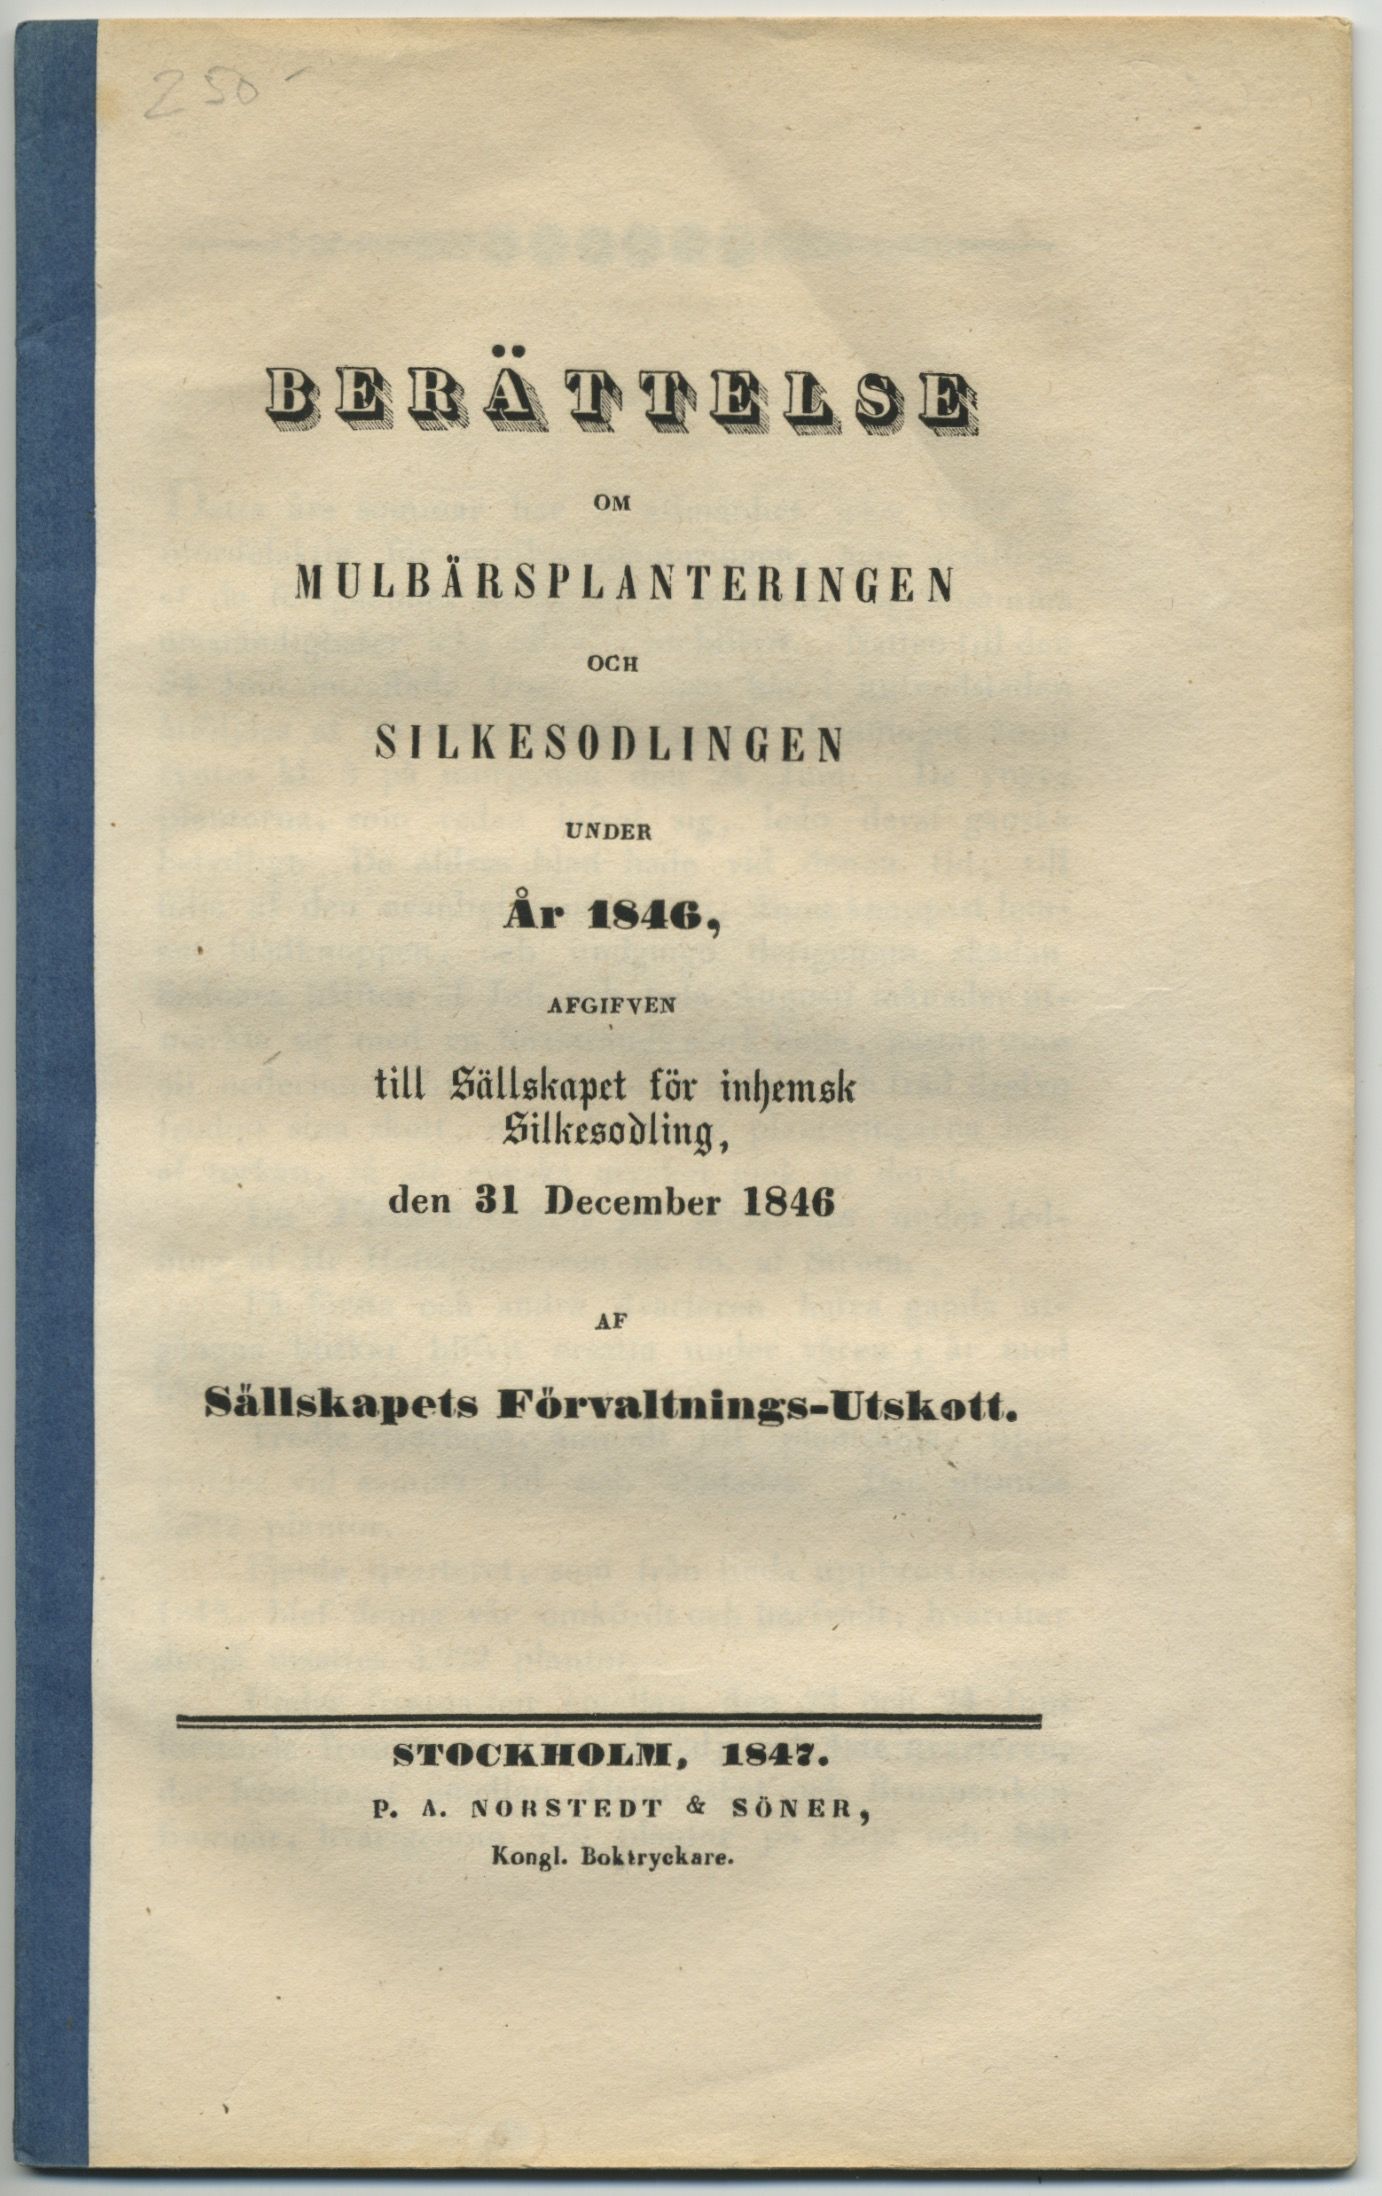 250-
BERÄTTELSE
OM
MULBÄRSPLANTERINGEN
OCH
SILKESODLINGEN
UNDER
År 1846,
AFGIFVEN
till Sällskapet för inhemsk
Silkesodling,
den 31 December 1846
AF
Sällskapets Förvaltnings-Utskott.
STOCKHOLM, 1847.
P. A. NORSTEDT & SÖNER,
Kongl. Boktryckare.